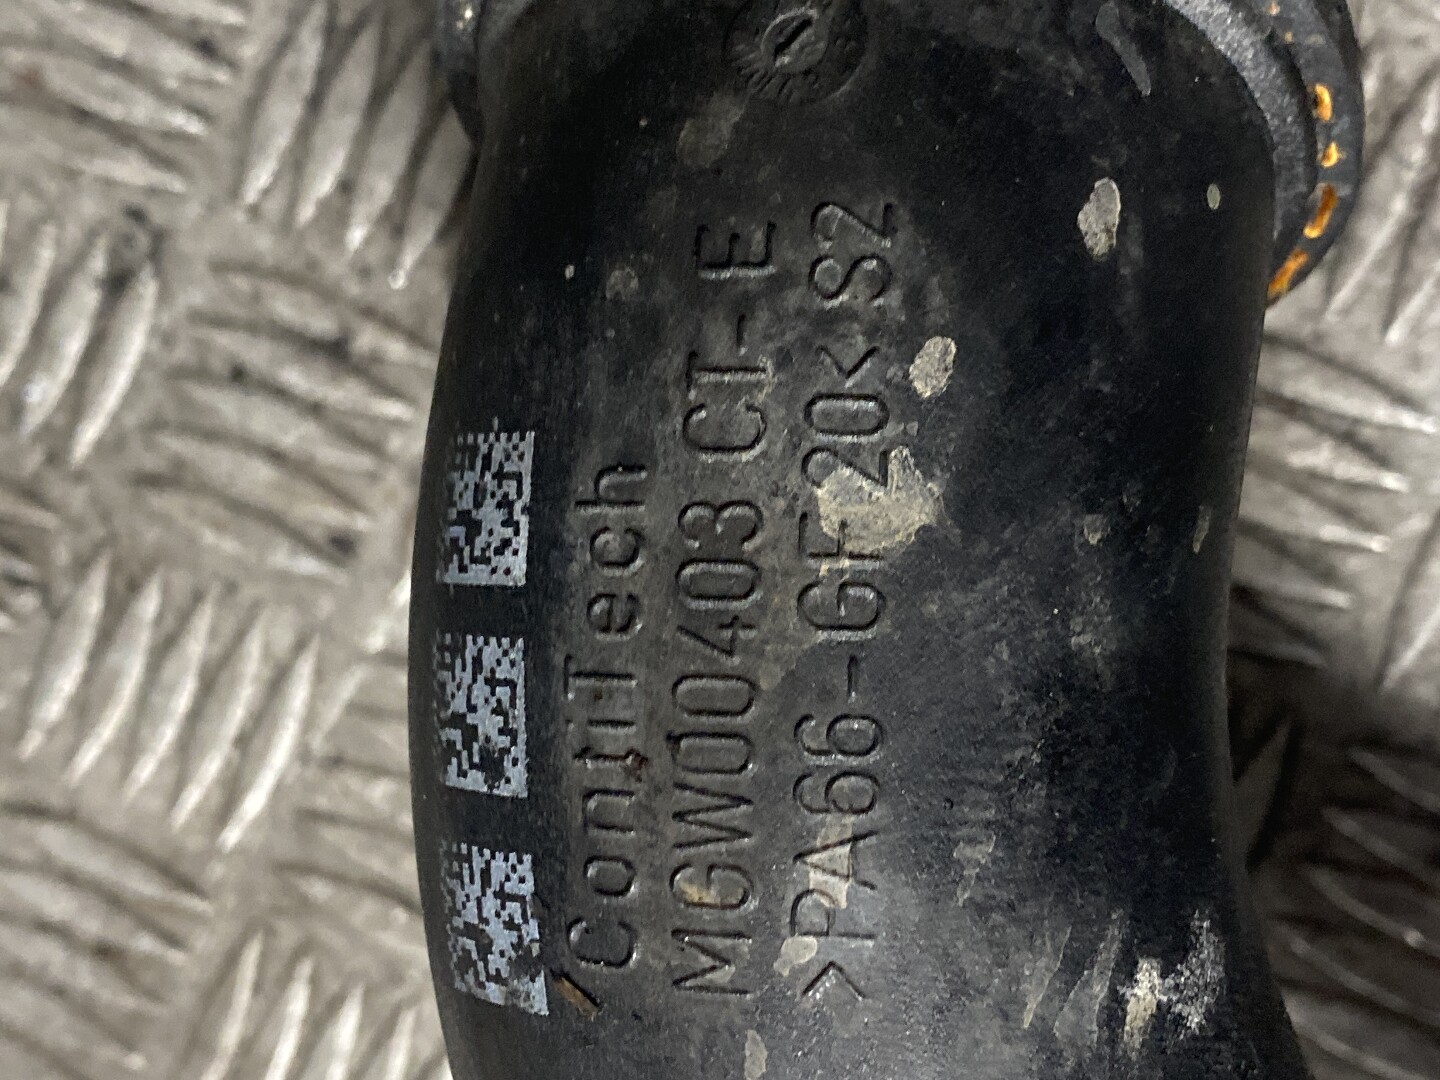 ContiTech
MGW00403 CT-E
>PA66-GF20<S2